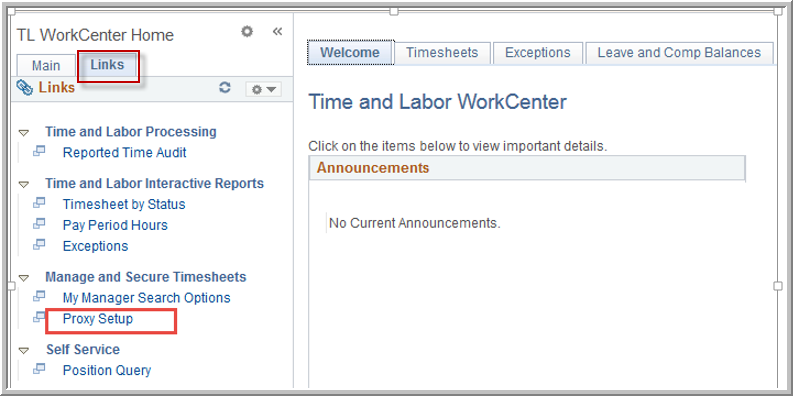 TL WorkCenter Home
Main
Links
Links
Time and Labor Processing
Reported Time Audit
Time and Labor Interactive Reports
Timesheet by Status
Pay Period Hours
Exceptions
Manage and Secure Timesheets
My Manager Search Options
Proxy Setup
Self Service
Position Query
Welcome
Timesheets
Exceptions
Leave and Comp Balances
Time and Labor WorkCenter
Click on the items below to view important details.
Announcements
No Current Announcements.